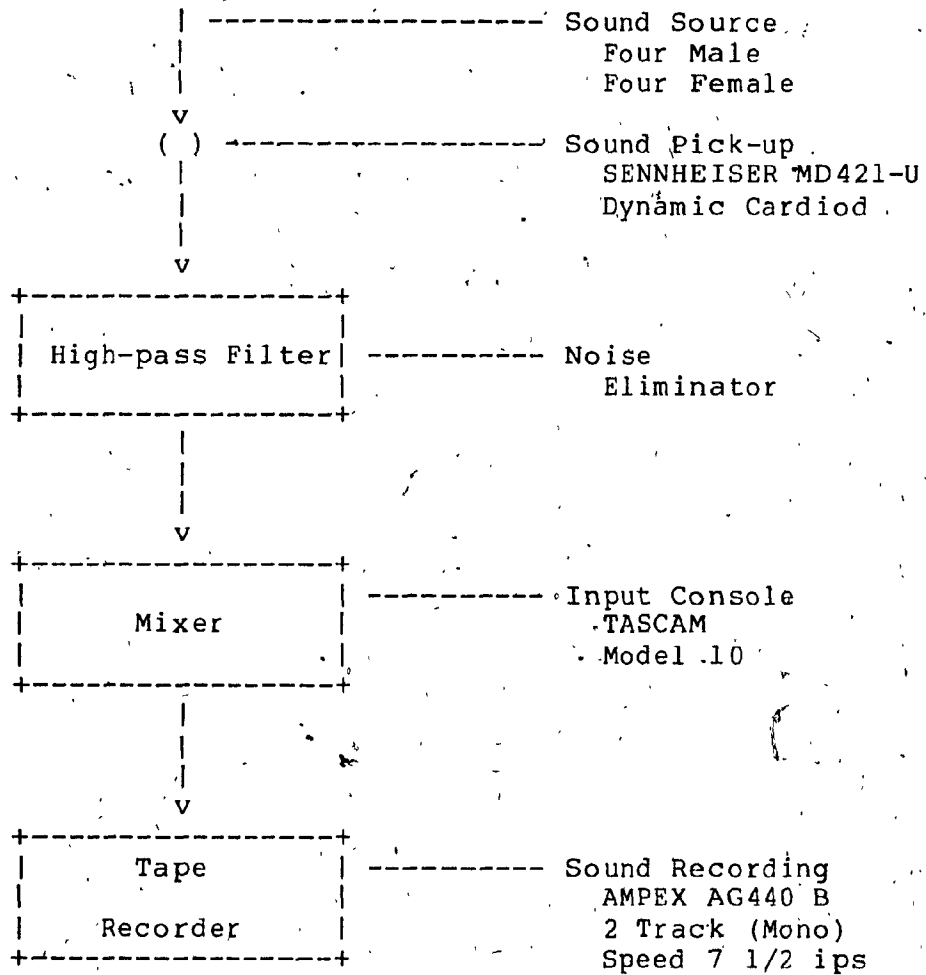 Sound Source
Four Male
Four Female
( ) Sound Pick-up
SENNHEISER MD421-U
Dynamic Cardiod
High-pass Filter Noise
Eliminator
Input Console
Mixer TASCAM
Model 10
Tape Sound Recording
AMPEX AG440 B
Recorder 2 Track (Mono)
Speed 7 1/2 ips